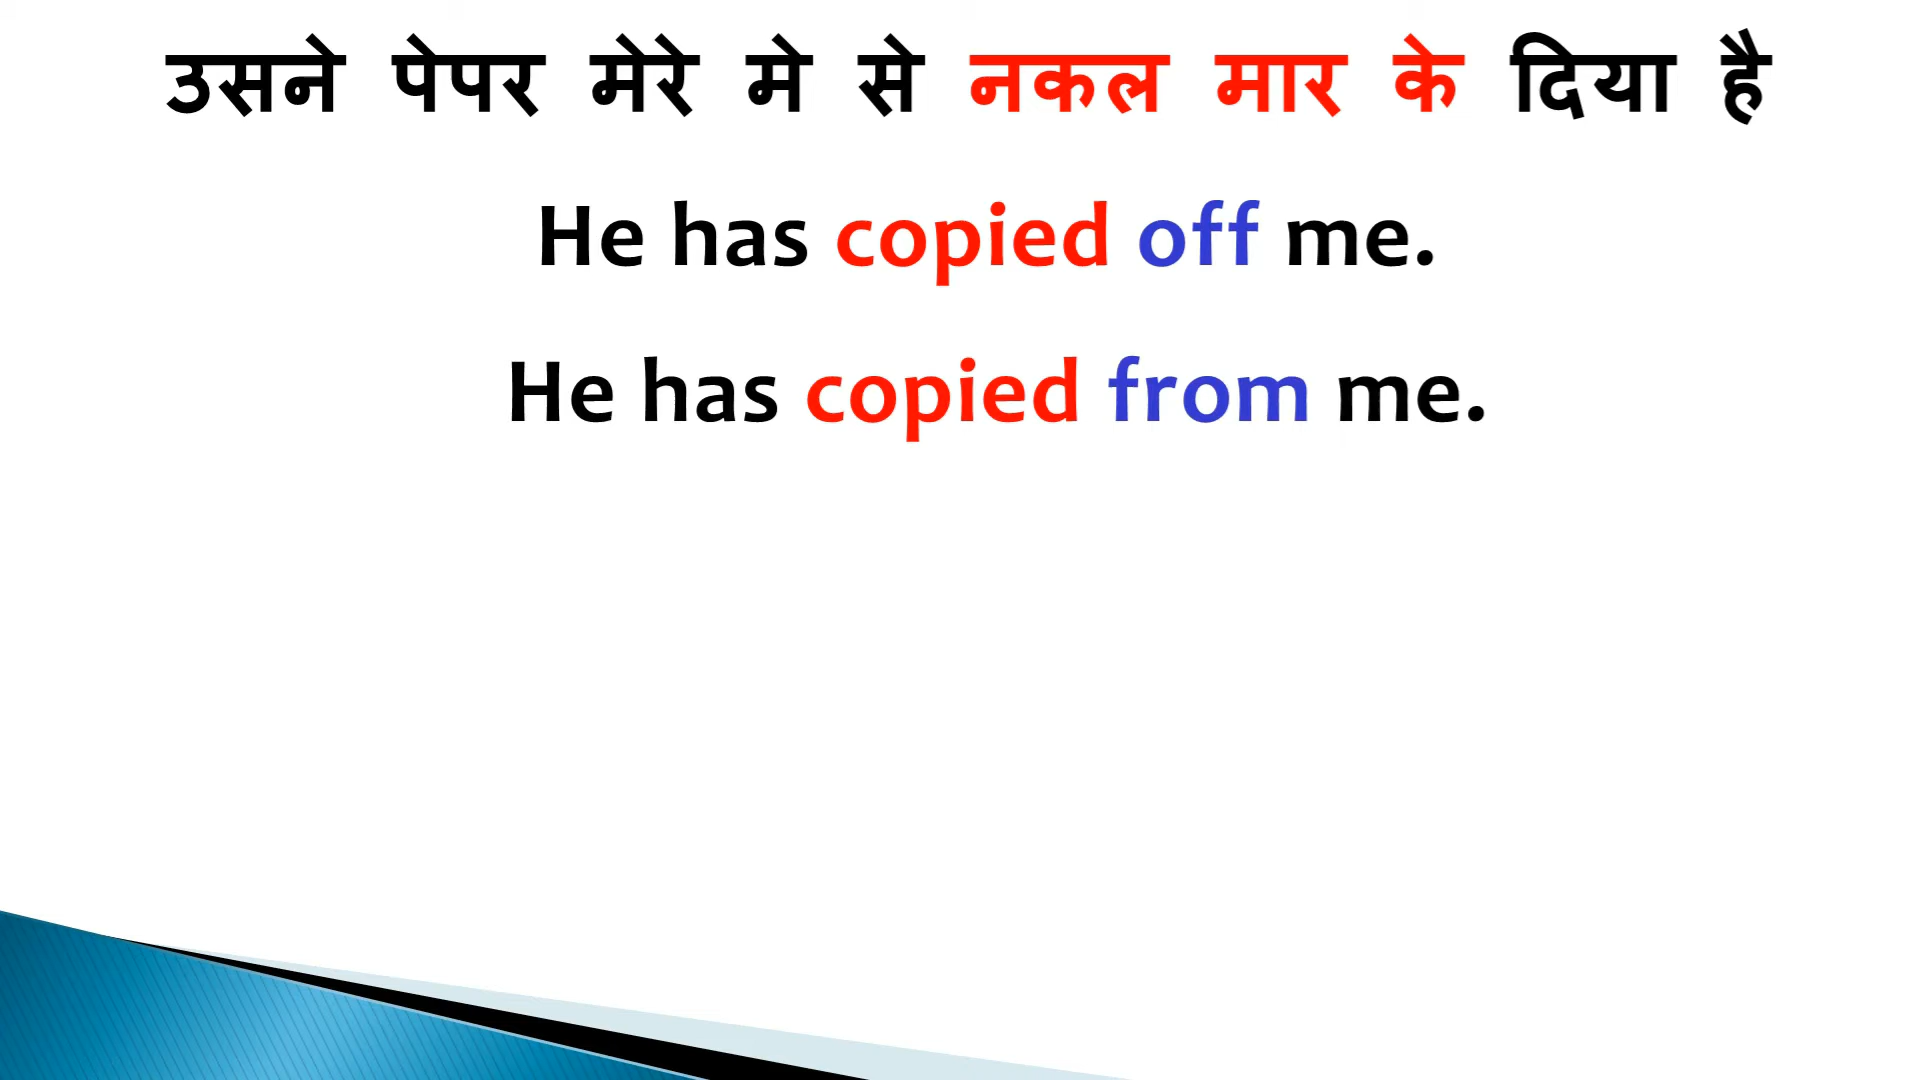 उसने पेपर मेरे मे से नकल मार के दिया है
He has copied off me.
He has copied from me.